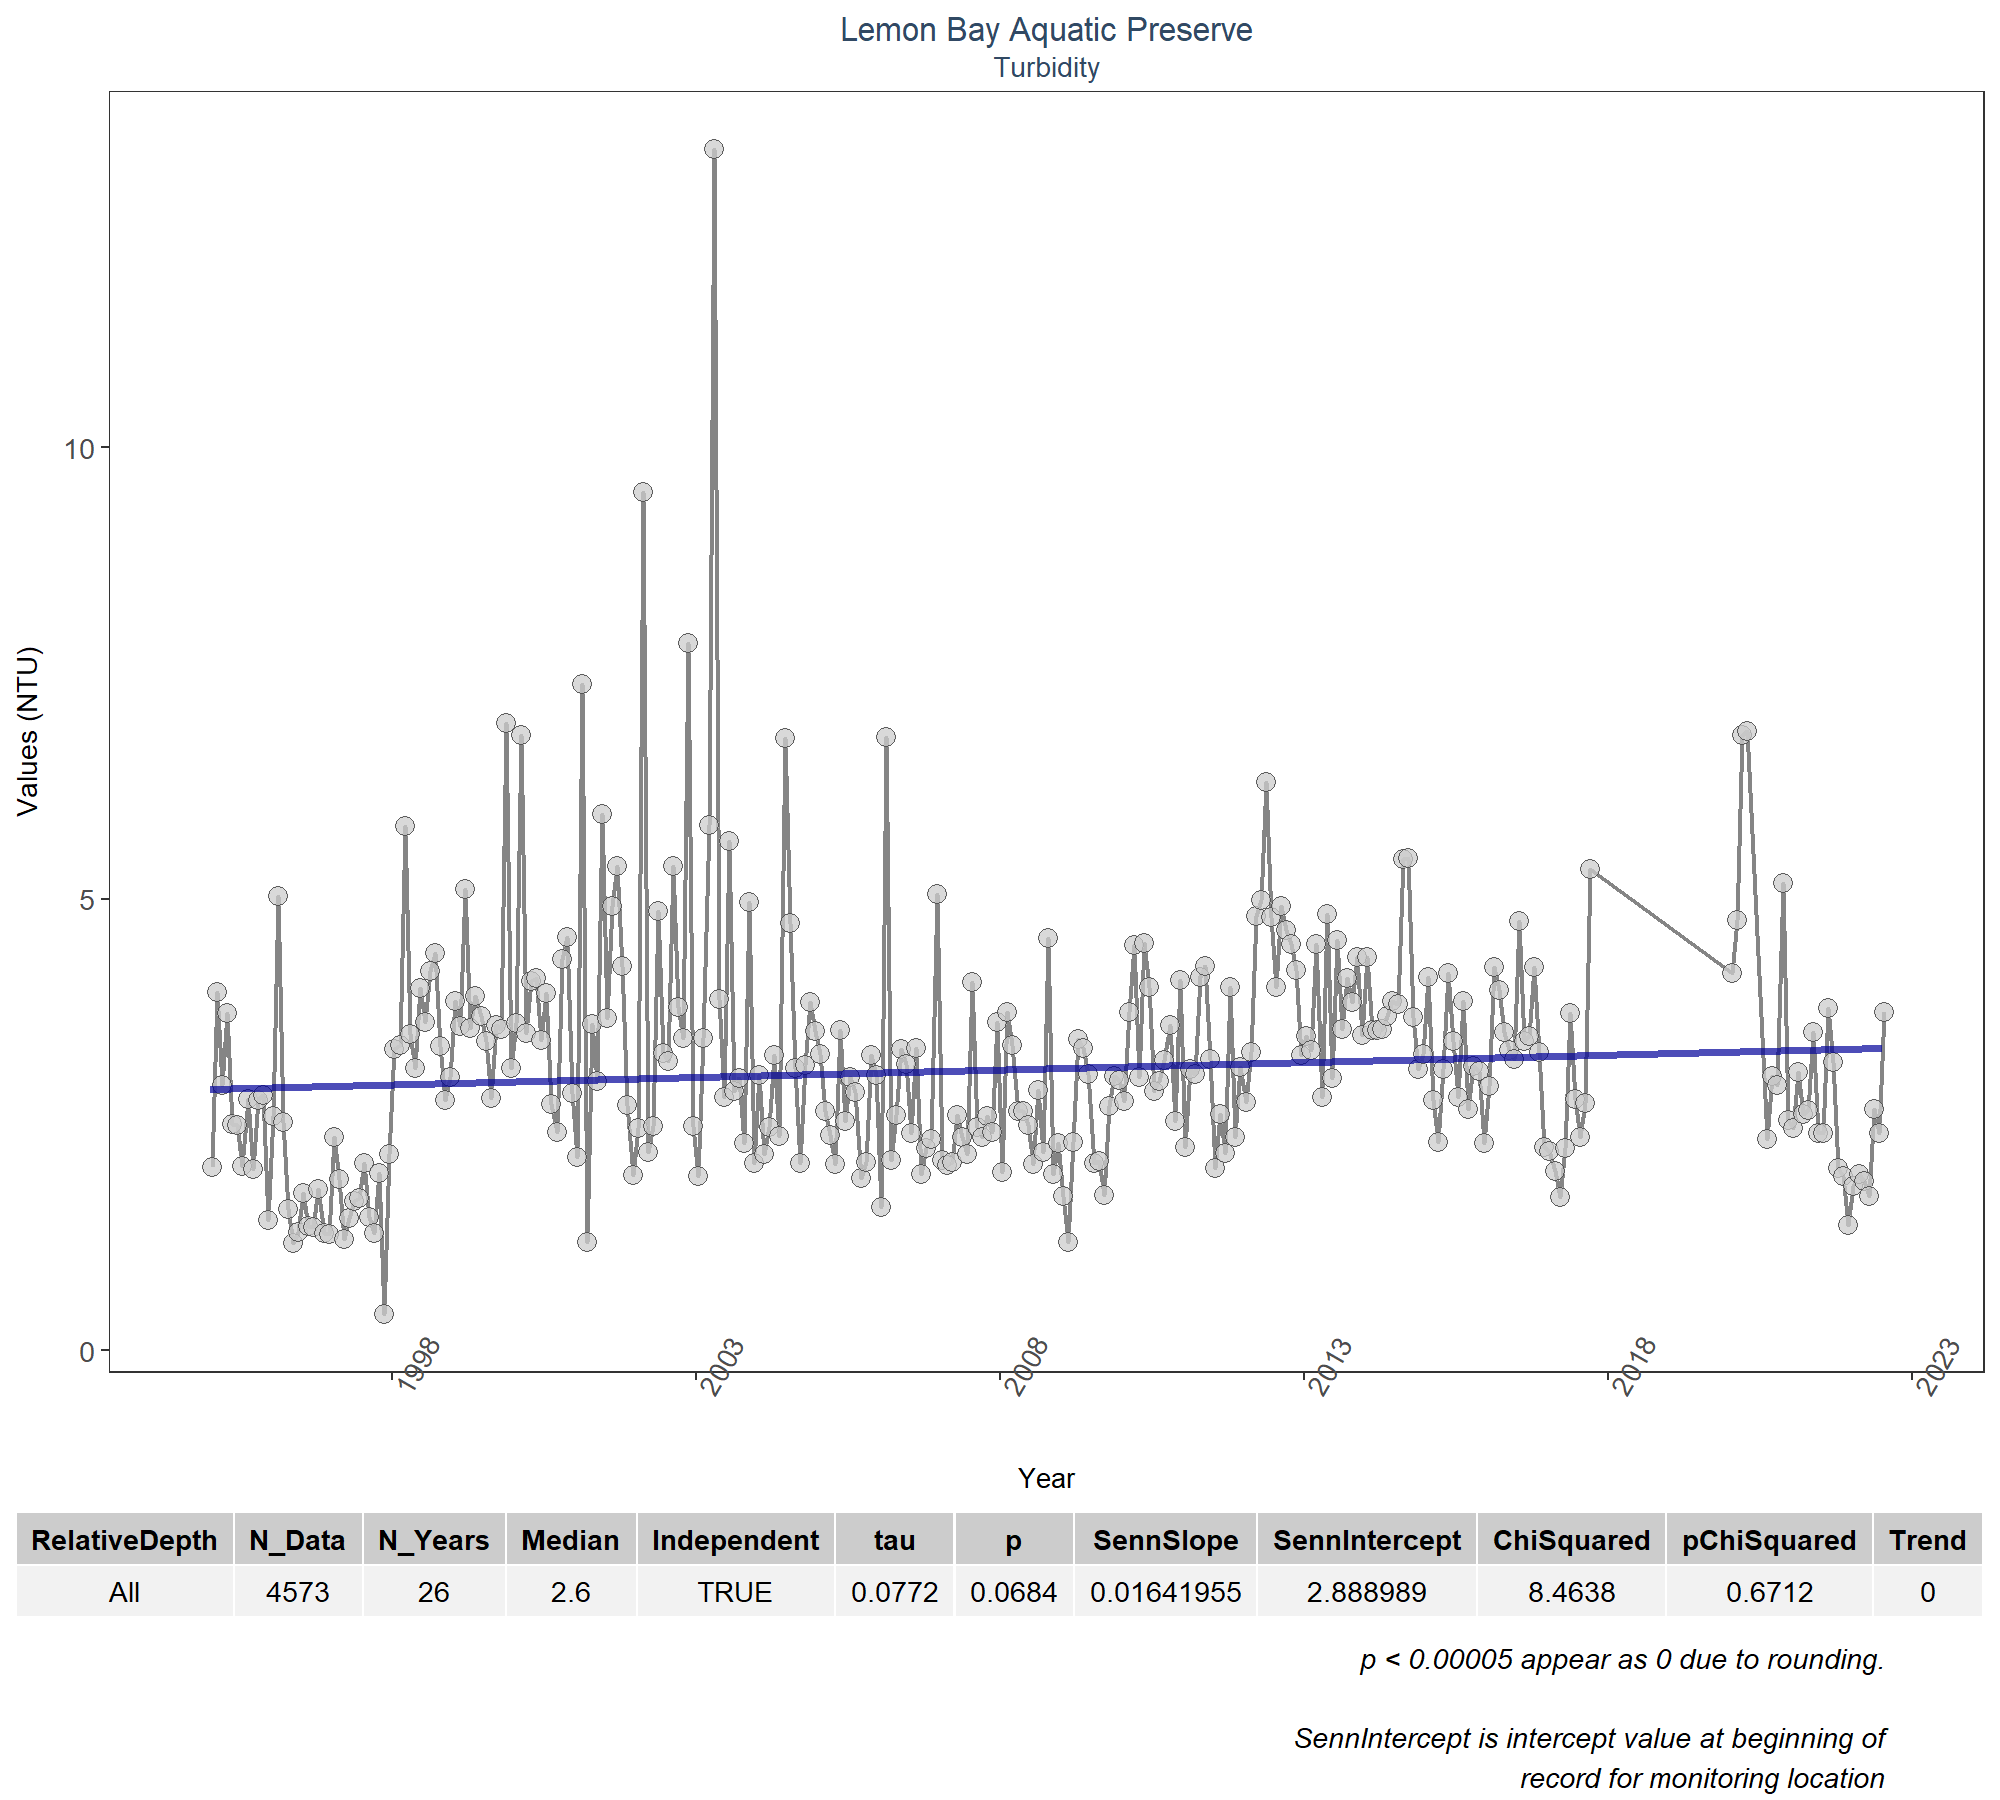 Lemon Bay Aquatic Preserve
Turbidity
Values (NTU)
10
5
0
1998 2003 2008 2013 2018 2023
Year
RelativeDepth N_Data N_Years Median Independent tau p SennSlope SennIntercept ChiSquared pChiSquared Trend
All 4573 26 2.6 TRUE 0.0772 0.0684 0.01641955 2.888989 8.4638 0.6712 0
p < 0.00005 appear as 0 due to rounding.
SennIntercept is intercept value at beginning of
record for monitoring location